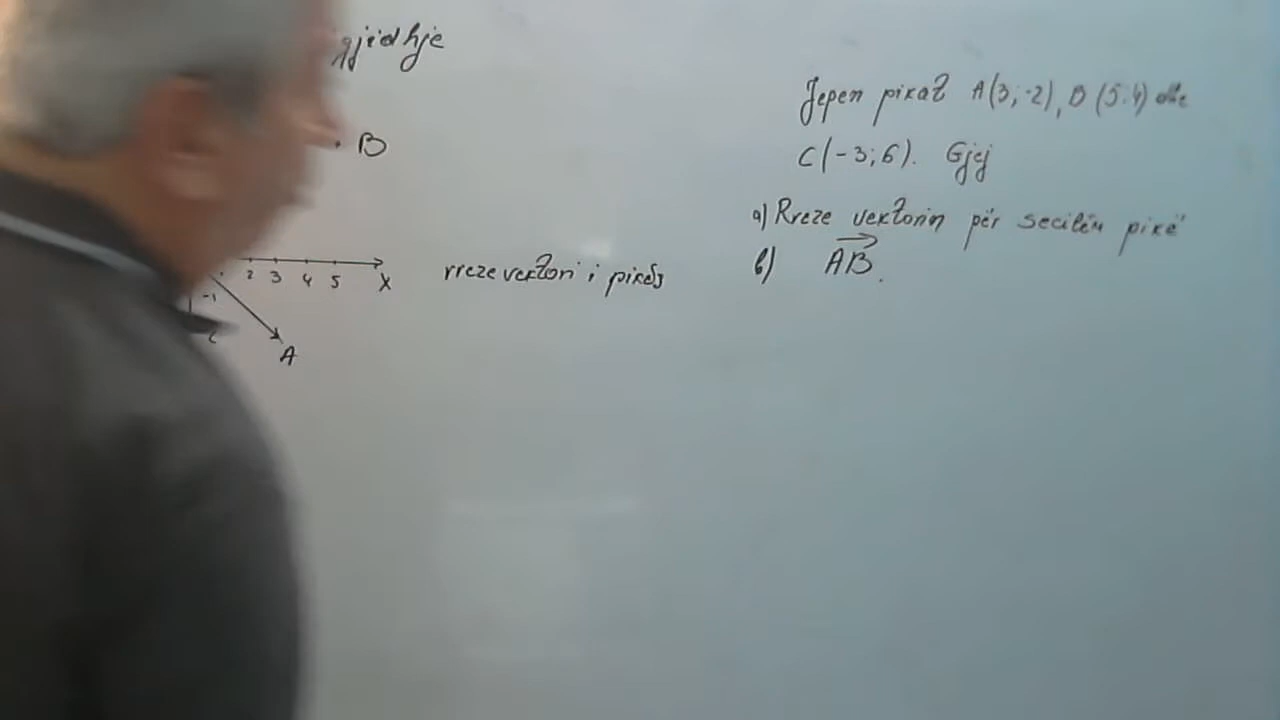 gjidhje
Jepen pikat A(3;-2), B(5;4) dhe
C(-3;6). Gjej
a) Rreze vektorin për secilën pikë
b) AB.
B
2 3 4 5 X
rreze vektori i pikës
-1
A